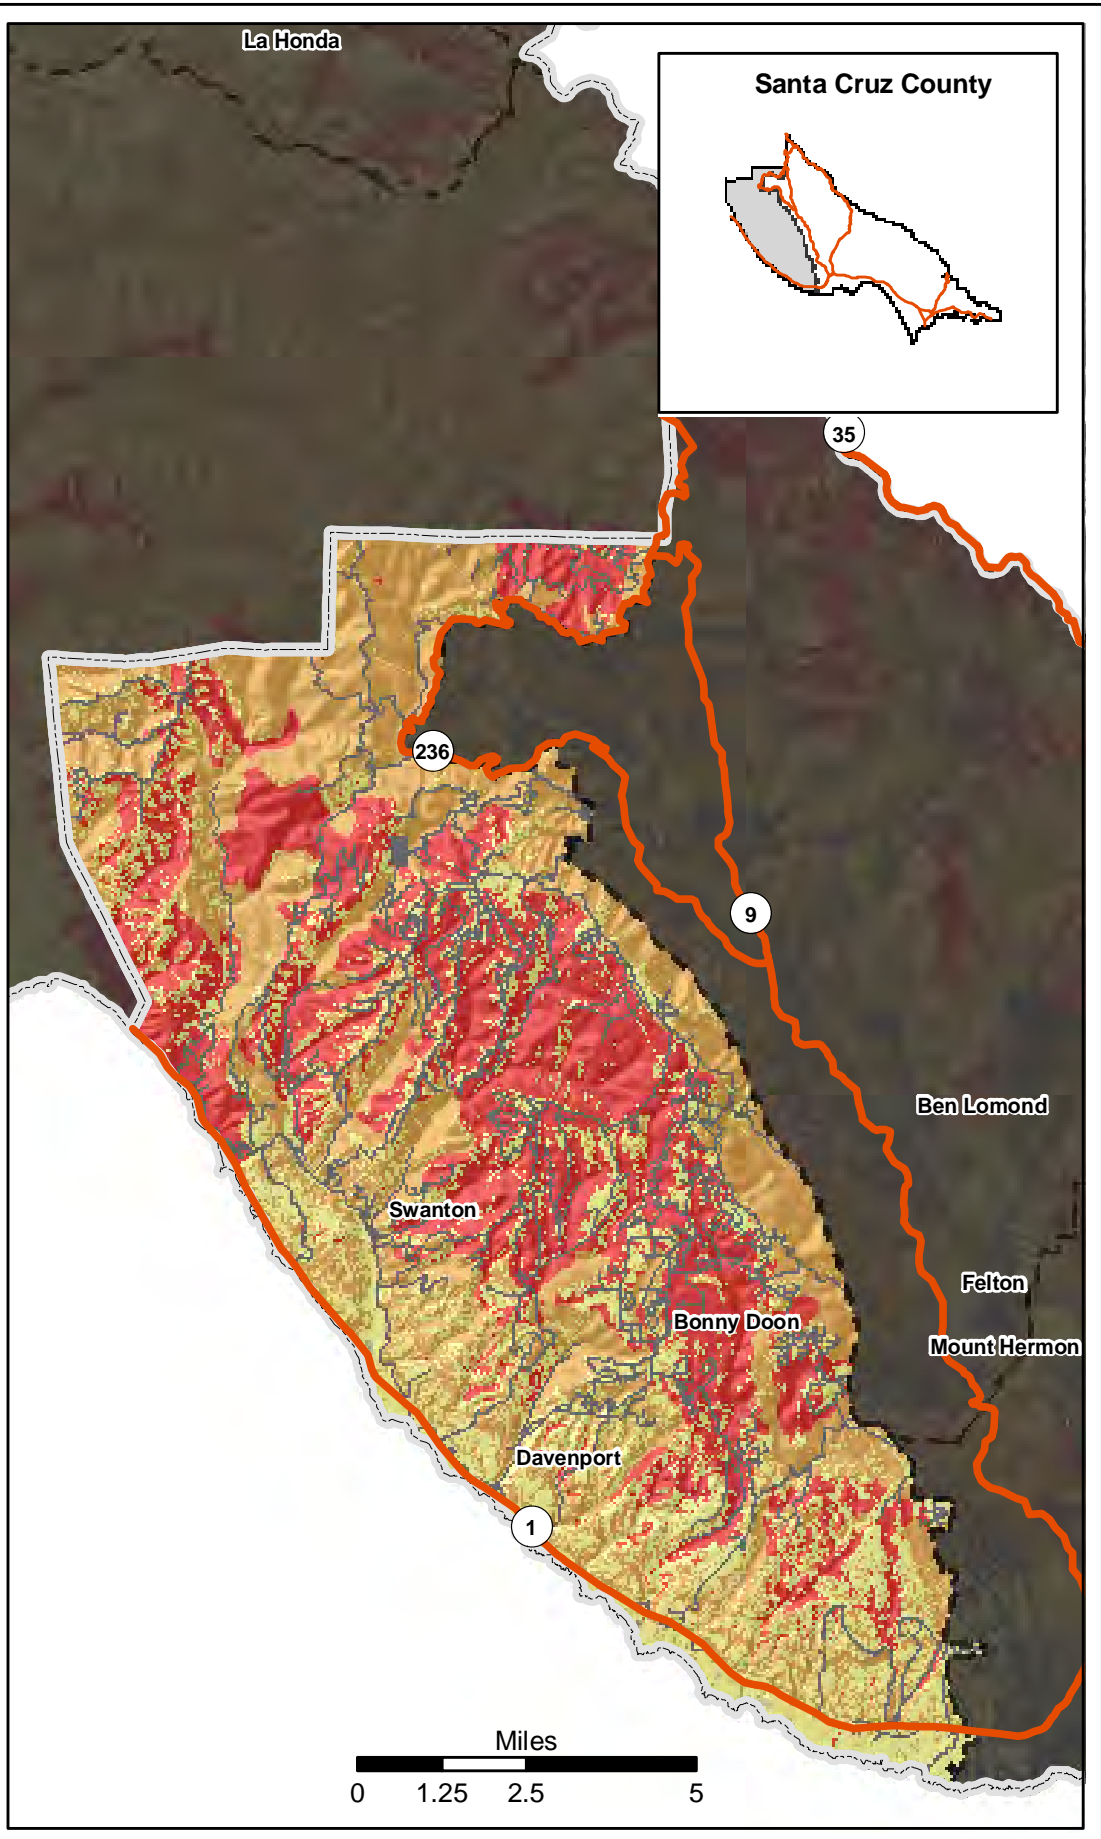 La Honda
Santa Cruz County
35
236
9
Ben Lomond
Swanton
Felton
Bonny Doon
Mount Hermon
Davenport
1
Miles
0 1.25 2.5 5